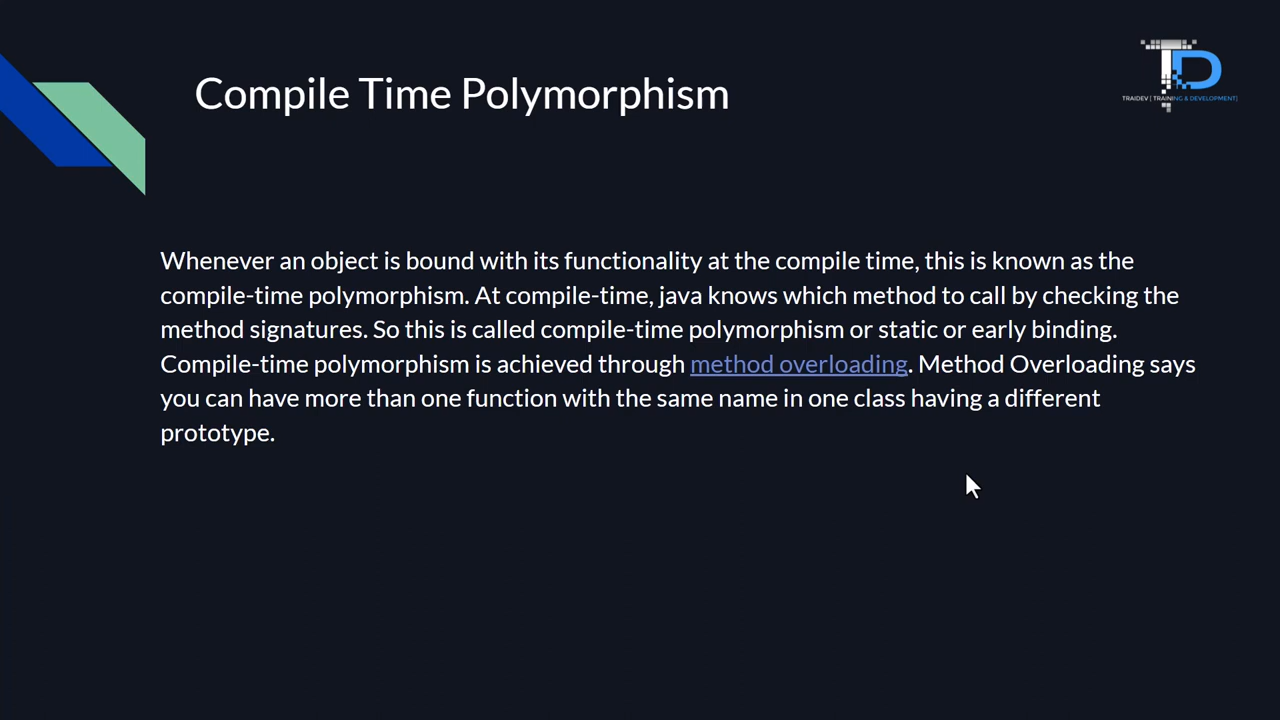 Compile Time Polymorphism
TRAIDEV [ TRAINING & DEVELOPMENT]
Whenever an object is bound with its functionality at the compile time, this is known as the
compile-time polymorphism. At compile-time, java knows which method to call by checking the
method signatures. So this is called compile-time polymorphism or static or early binding.
Compile-time polymorphism is achieved through method overloading. Method Overloading says
you can have more than one function with the same name in one class having a different
prototype.